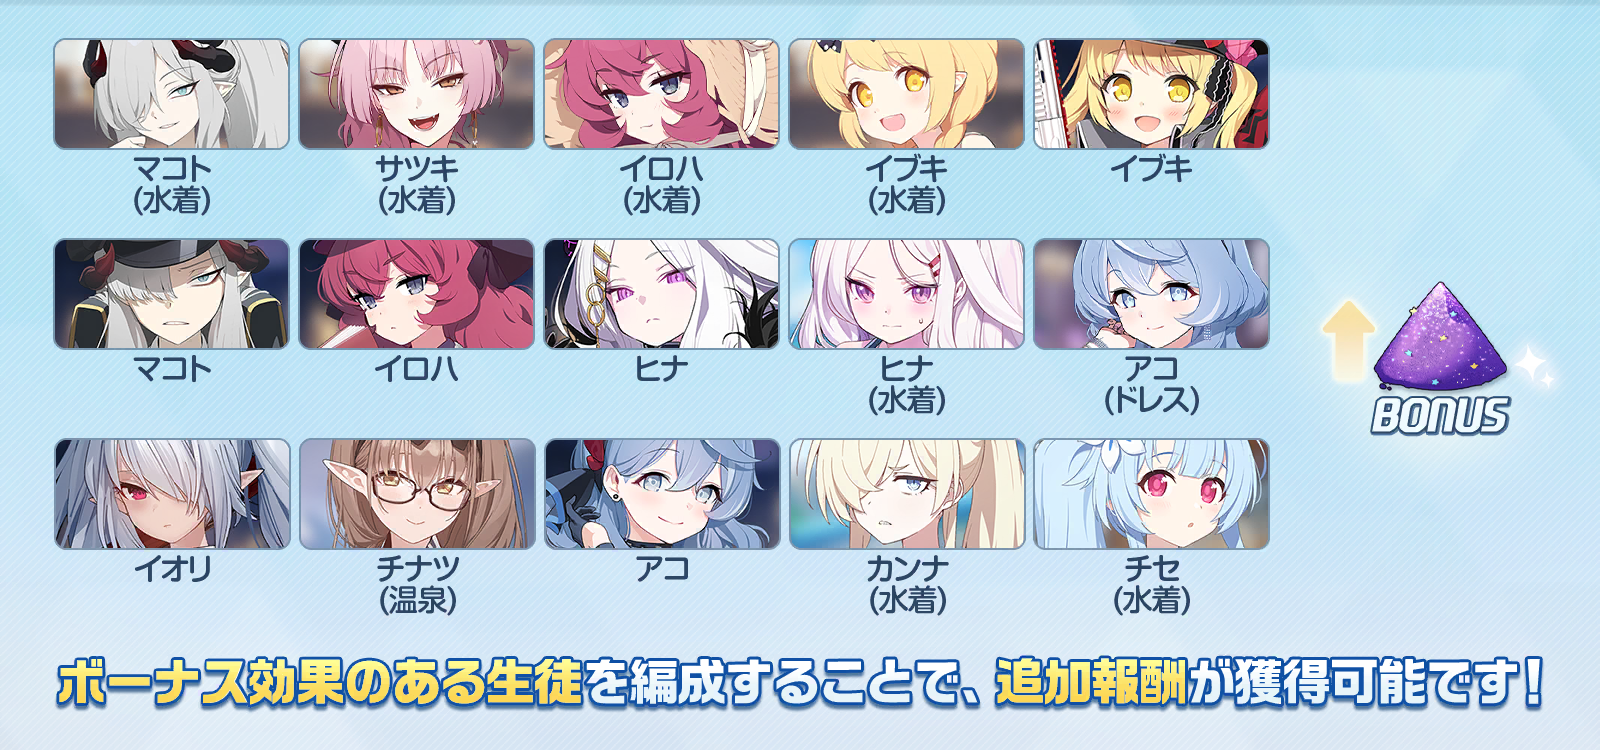 マコト
(水着)
サツキ
(水着)
イロハ
(水着)
イブキ
(水着)
イブキ
マコト
イロハ
ヒナ
ヒナ
(水着)
アコ
(ドレス)
BONUS
イオリ
チナツ
(温泉)
アコ
カンナ
(水着)
チセ
(水着)
ボーナス効果のある生徒を編成することで、追加報酬が獲得可能です！